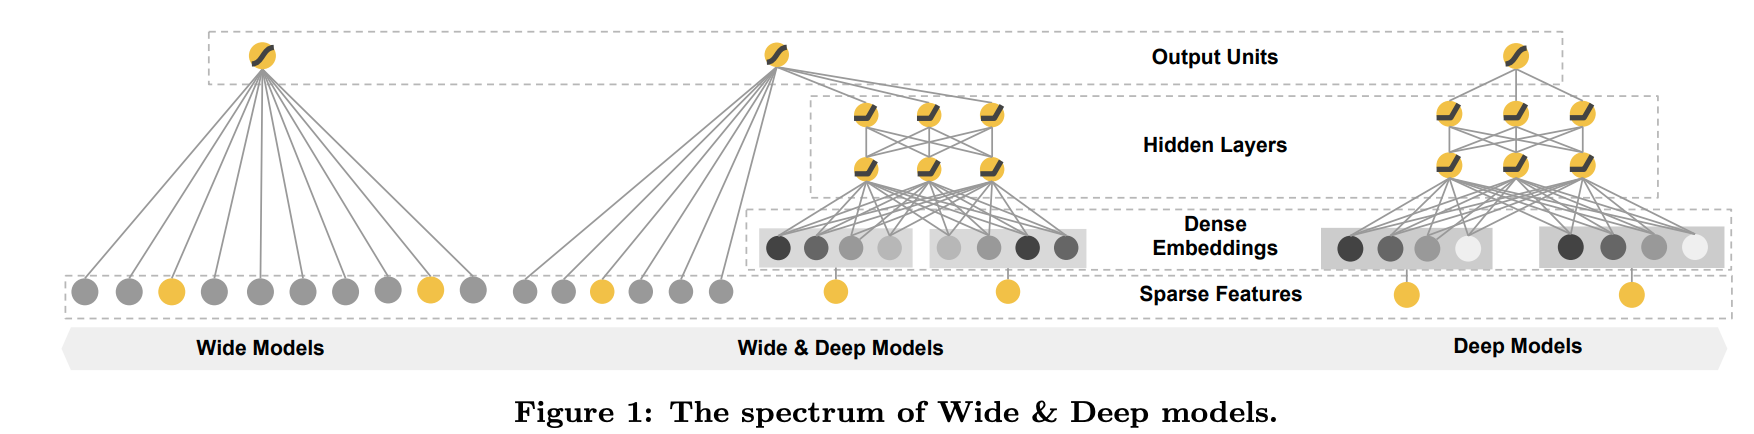 Output Units
Hidden Layers
Dense
Embeddings
Sparse Features
Wide Models
Wide & Deep Models
Deep Models
Figure 1: The spectrum of Wide & Deep models.